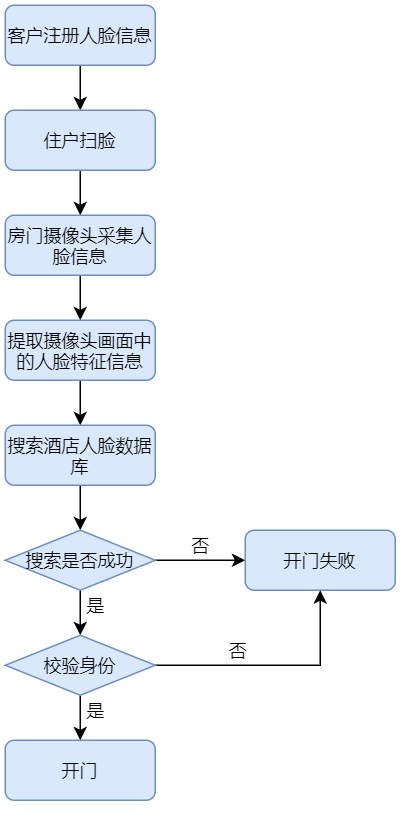 客户注册人脸信息
住户扫脸
房门摄像头采集人
脸信息
提取摄像头画面中
的人脸特征信息
搜索酒店人脸数据
库
搜索是否成功
否
开门失败
是
校验身份
否
是
开门